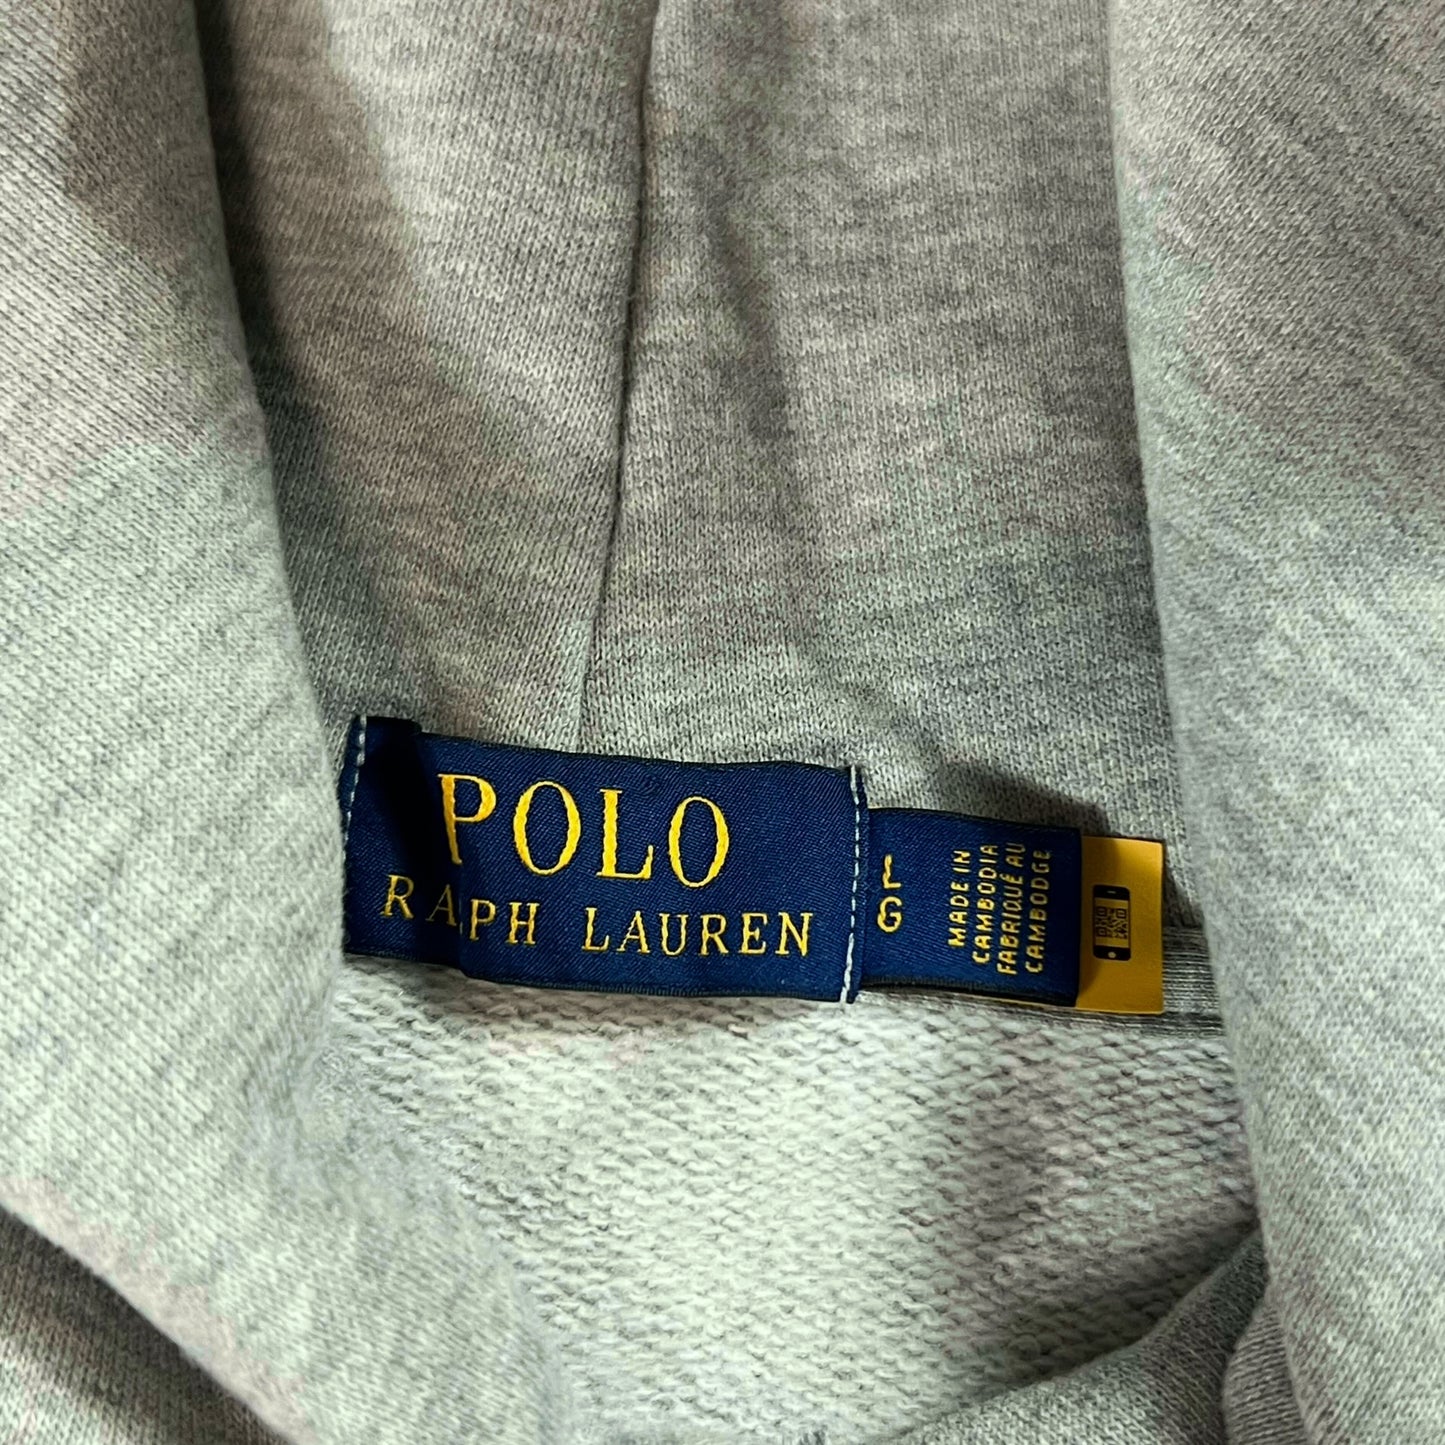 POLO
RALPH LAUREN
L
G
MADE IN
CAMBODIA
FABRIQUÉ AU
CAMBODGE